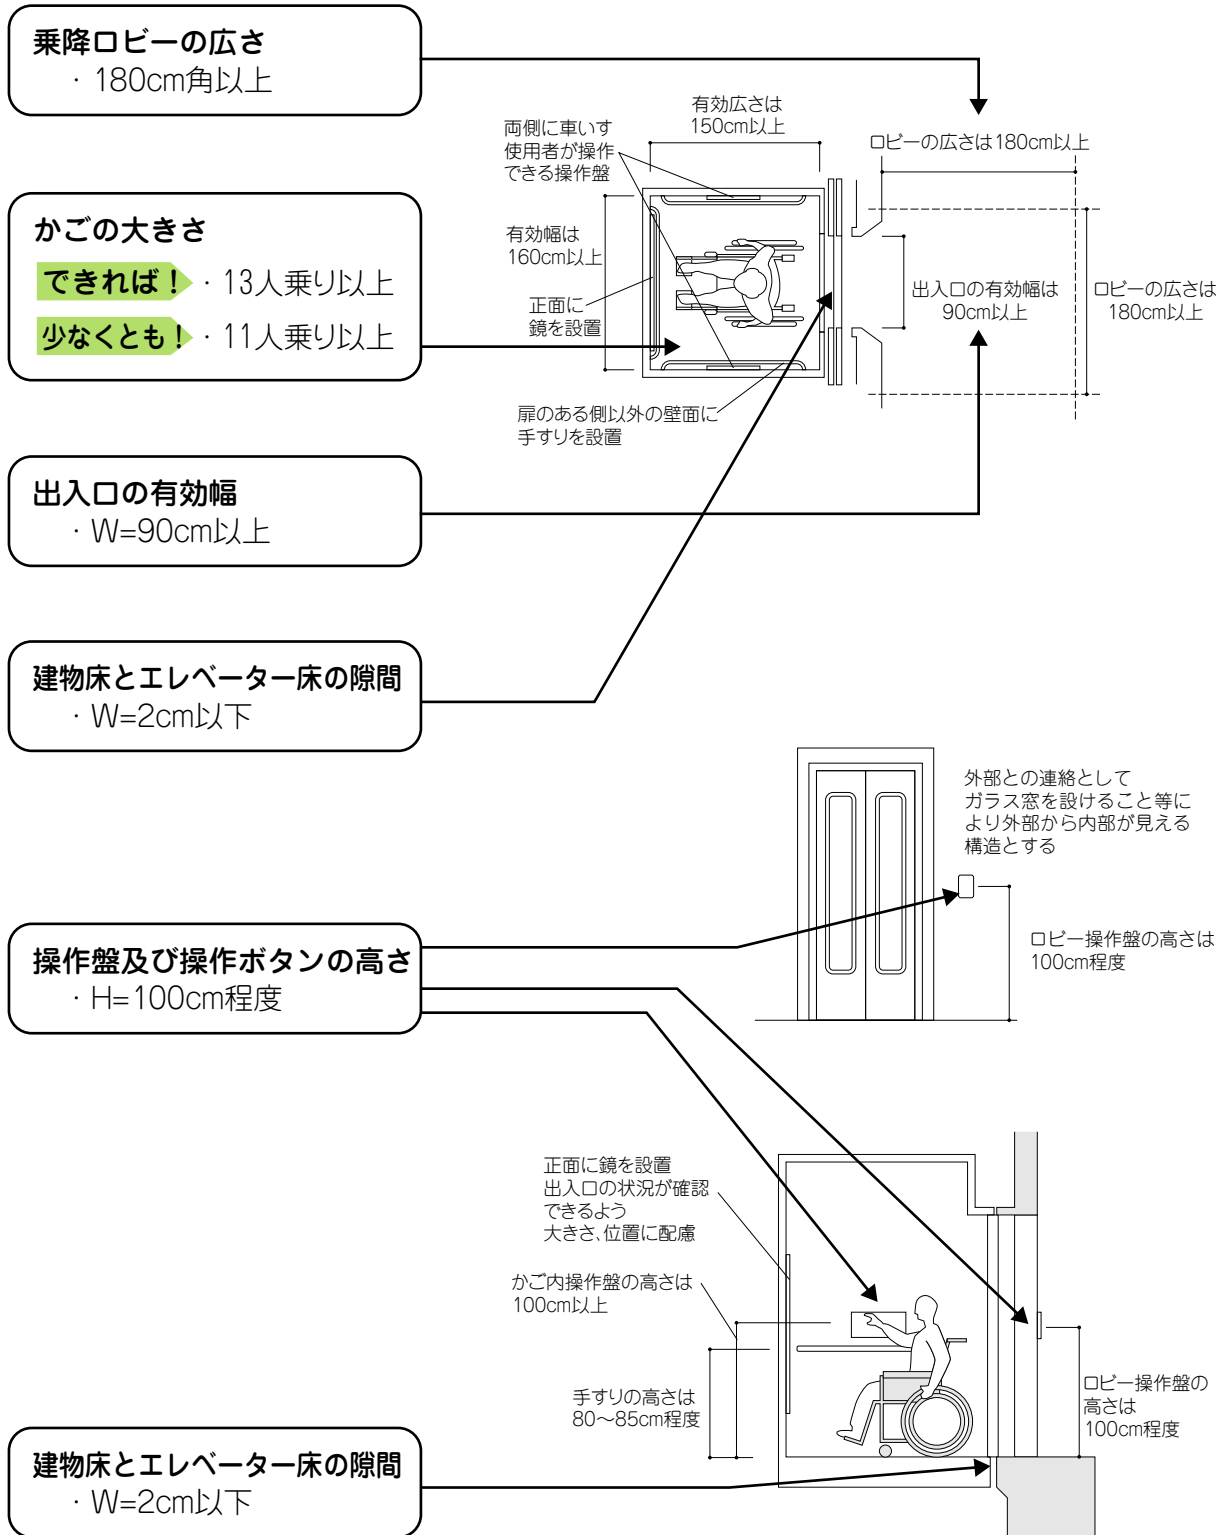 乗降ロビーの広さ
・180cm角以上
有効広さは
150cm以上
両側に車いす
使用者が操作
できる操作盤
ロビーの広さは180cm以上
かごの大きさ
できれば！・13人乗り以上
少なくとも！・11人乗り以上
有効幅は
160cm以上
正面に
鏡を設置
出入口の有効幅は
90cm以上
ロビーの広さは
180cm以上
扉のある側以外の壁面に
手すりを設置
出入口の有効幅
・W=90cm以上
建物床とエレベーター床の隙間
・W=2cm以下
外部との連絡として
ガラス窓を設けること等に
より外部から内部が見える
構造とする
操作盤及び操作ボタンの高さ
・H=100cm程度
ロビー操作盤の高さは
100cm程度
正面に鏡を設置
出入口の状況が確認
できるよう
大きさ、位置に配慮
かご内操作盤の高さは
100cm以上
手すりの高さは
80〜85cm程度
ロビー操作盤の
高さは
100cm程度
建物床とエレベーター床の隙間
・W=2cm以下